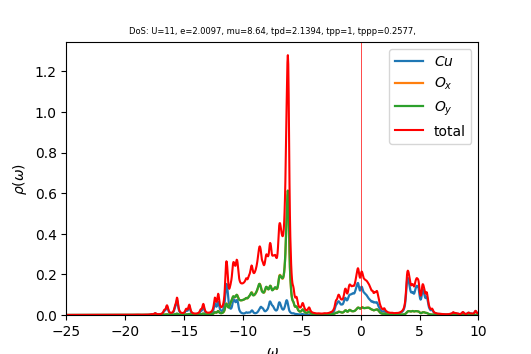 DoS: U=11, e=2.0097, mu=8.64, tpd=2.1394, tpp=1, tppp=0.2577,
ρ(ω)
1.2
1.0
0.8
0.6
0.4
0.2
0.0
Cu
O_x
O_y
total
−25 −20 −15 −10 −5 0 5 10
ω